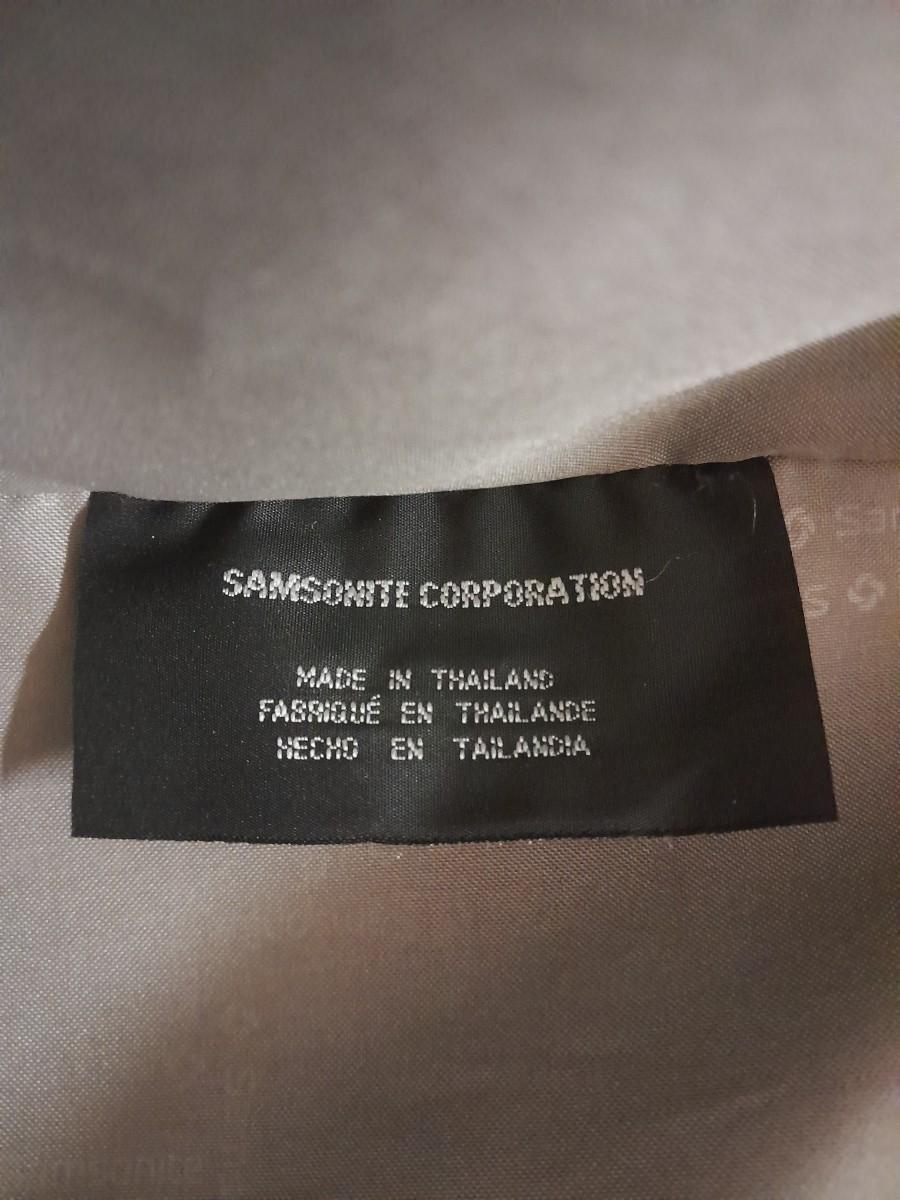 SAMSONITE CORPORATION
MADE IN THAILAND
FABRIQUÉ EN THAILANDE
HECHO EN TAILANDIA